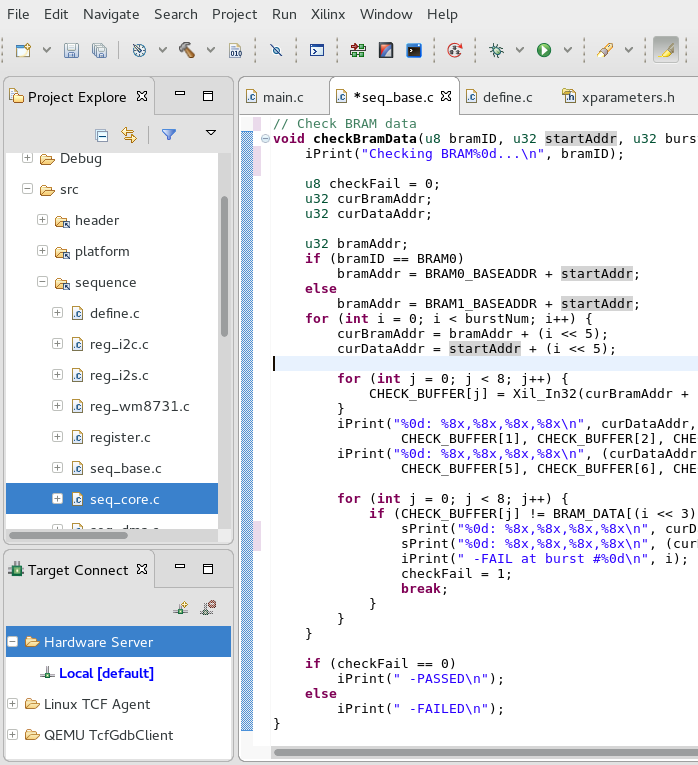 File Edit Navigate Search Project Run Xilinx Window Help
010
Project Explore
Debug
src
header
platform
sequence
define.c
reg_i2c.c
reg_i2s.c
reg_wm8731.c
register.c
seq_base.c
seq_core.c
seq_dma.c
Target Connect
Hardware Server
Local [default]
Linux TCF Agent
QEMU TcfGdbClient
main.c *seq_base.c define.c xparameters.h
// Check BRAM data
void checkBramData(u8 bramID, u32 startAddr, u32 burs
iPrint("Checking BRAM%0d...\n", bramID);
u8 checkFail = 0;
u32 curBramAddr;
u32 curDataAddr;
u32 bramAddr;
if (bramID == BRAM0)
bramAddr = BRAM0_BASEADDR + startAddr;
else
bramAddr = BRAM1_BASEADDR + startAddr;
for (int i = 0; i < burstNum; i++) {
curBramAddr = bramAddr + (i << 5);
curDataAddr = startAddr + (i << 5);
for (int j = 0; j < 8; j++) {
CHECK_BUFFER[j] = Xil_In32(curBramAddr +
}
iPrint("%0d: %8x,%8x,%8x,%8x\n", curDataAddr,
CHECK_BUFFER[1], CHECK_BUFFER[2], CHE
iPrint("%0d: %8x,%8x,%8x,%8x\n", (curDataAddr
CHECK_BUFFER[5], CHECK_BUFFER[6], CHE
for (int j = 0; j < 8; j++) {
if (CHECK_BUFFER[j] != BRAM_DATA[(i << 3)
sPrint("%0d: %8x,%8x,%8x,%8x\n", curD
sPrint("%0d: %8x,%8x,%8x,%8x\n", (cur
iPrint(" -FAIL at burst #%0d\n", i);
checkFail = 1;
break;
}
}
}
if (checkFail == 0)
iPrint(" -PASSED\n");
else
iPrint(" -FAILED\n");
}